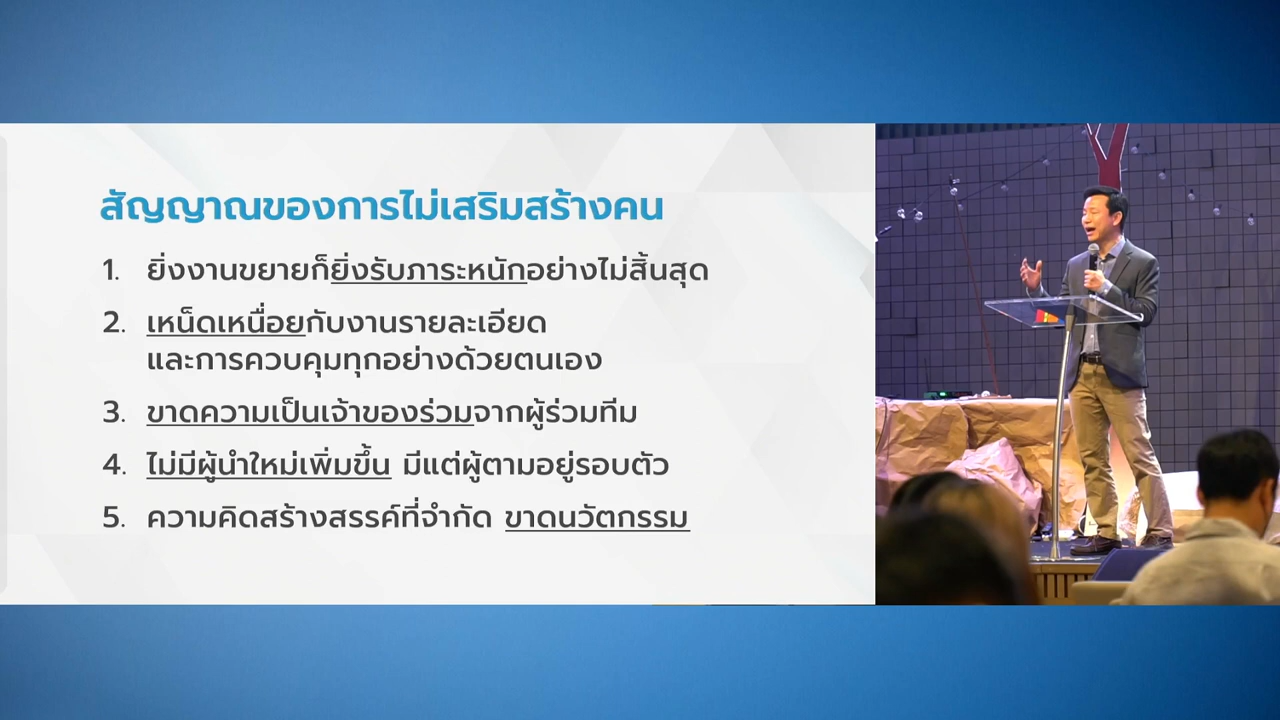 สัญญาณของการไม่เสริมสร้างคน
1. ยิ่งงานขยายก็ยิ่งรับภาระหนักอย่างไม่สิ้นสุด
2. เหน็ดเหนื่อยกับงานรายละเอียด
และการควบคุมทุกอย่างด้วยตนเอง
3. ขาดความเป็นเจ้าของร่วมจากผู้ร่วมทีม
4. ไม่มีผู้นำใหม่เพิ่มขึ้น มีแต่ผู้ตามอยู่รอบตัว
5. ความคิดสร้างสรรค์ที่จำกัด ขาดนวัตกรรม